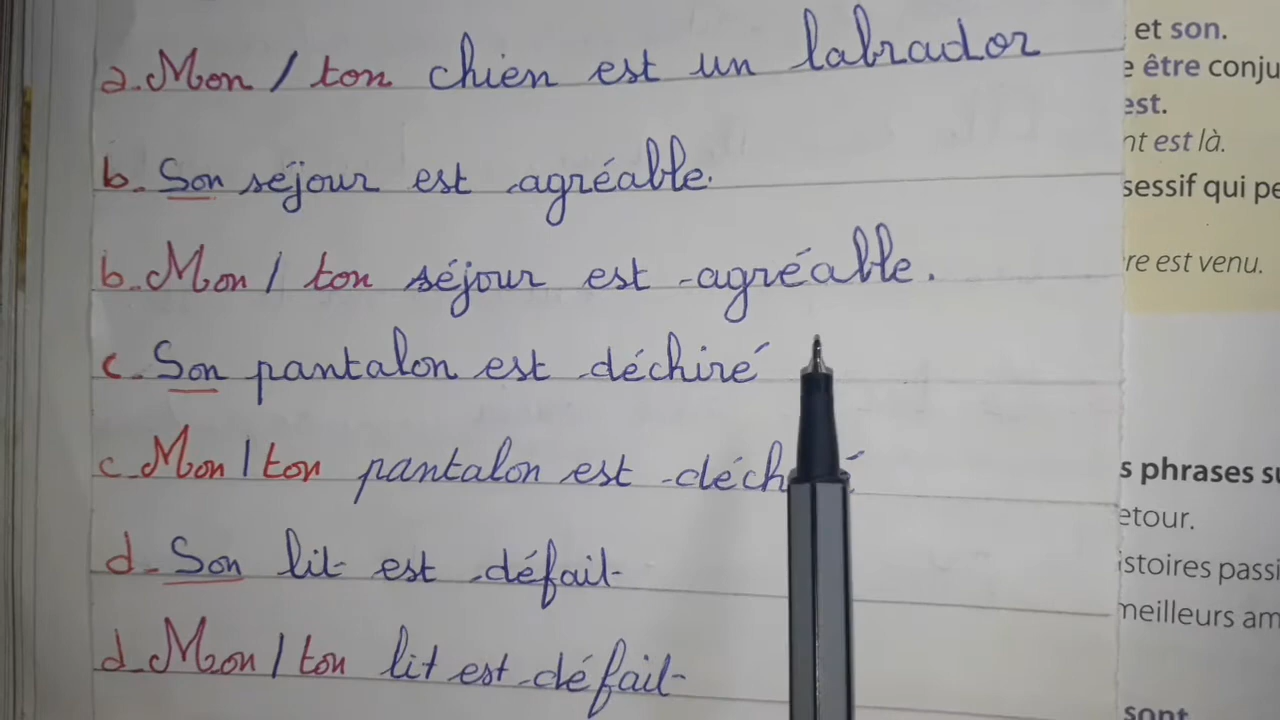 a. Mon / ton chien est un labrador
b. Son séjour est agréable.
b. Mon / ton séjour est agréable.
c. Son pantalon est déchiré
c Mon / ton pantalon est
d. Son lit est défait
d. Mon / ton lit est défait
et son.
être conju
est.
nt est là.
sessif qui pe
re est venu.
s phrases su
etour.
istoires passi
meilleurs am
sont